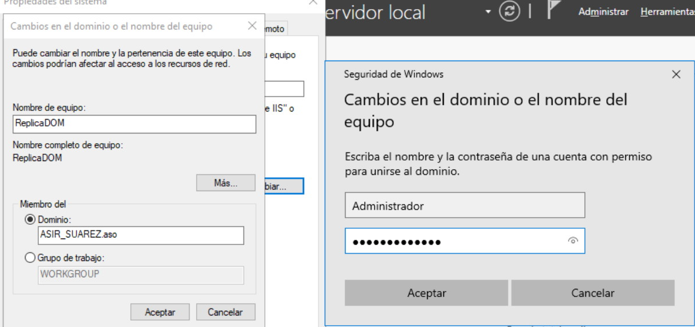 Propiedades del sistema
Cambios en el dominio o el nombre del equipo
Puede cambiar el nombre y la pertenencia de este equipo. Los
cambios podrían afectar al acceso a los recursos de red.
Nombre de equipo:
ReplicaDOM
Nombre completo de equipo:
ReplicaDOM
Más...
Miembro del
Dominio:
ASIR_SUAREZ.aso
Grupo de trabajo:
WORKGROUP
Aceptar
Cancelar
emoto
u equipo
e IIS" o
biar...
ervidor local
Administrar
Herramientas
Seguridad de Windows
Cambios en el dominio o el nombre del
equipo
Escriba el nombre y la contraseña de una cuenta con permiso
para unirse al dominio.
Administrador
●●●●●●●●●●●●●
Aceptar
Cancelar